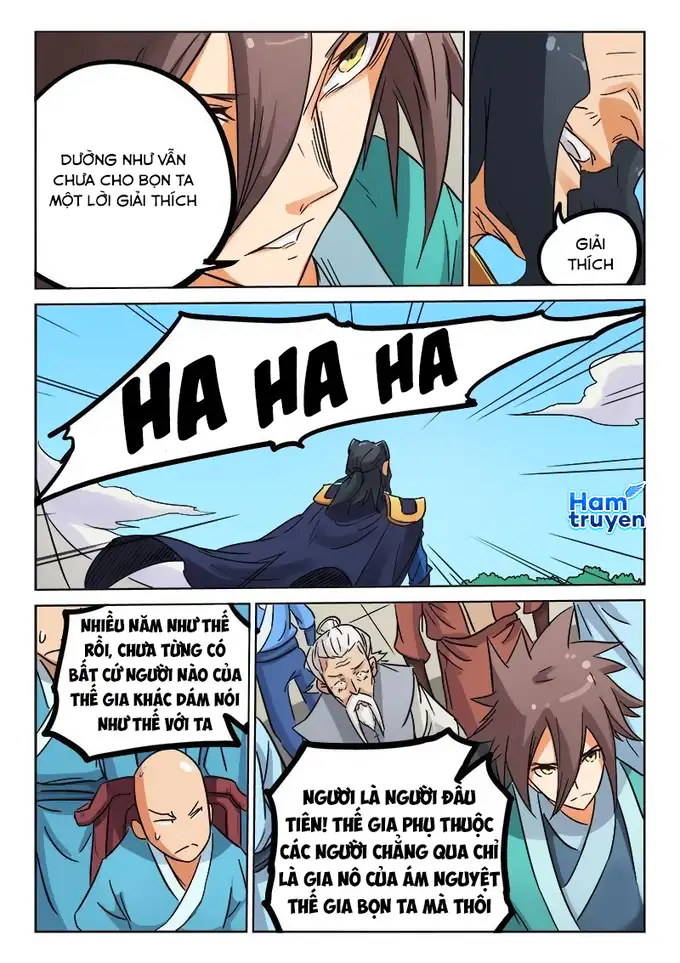 DƯỜNG NHƯ VẪN
CHƯA CHO BỌN TA
MỘT LỜI GIẢI THÍCH
GIẢI
THÍCH
HA HA HA
Ham
truyen
NHIỀU NĂM NHƯ THẾ
RỒI, CHƯA TỪNG CÓ
BẤT CỨ NGƯỜI NÀO CỦA
THẾ GIA KHÁC DÁM NÓI
NHƯ THẾ VỚI TA
NGƯƠI LÀ NGƯỜI ĐẦU
TIÊN! THẾ GIA PHỤ THUỘC
CÁC NGƯƠI CHẲNG QUA CHỈ
LÀ GIA NÔ CỦA ÁM NGUYỆT
THẾ GIA BỌN TA MÀ THÔI